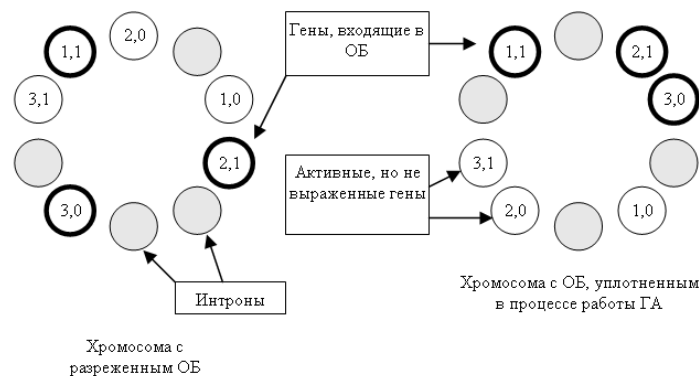 2,0
1,1
3,1
1,0
2,1
3,0
Интроны
Хромосома с
разреженным ОБ
Гены, входящие в
ОБ
Активные, но не
выраженные гены
1,1
2,1
3,0
3,1
2,0
1,0
Хромосома с ОБ, уплотненным
в процессе работы ГА